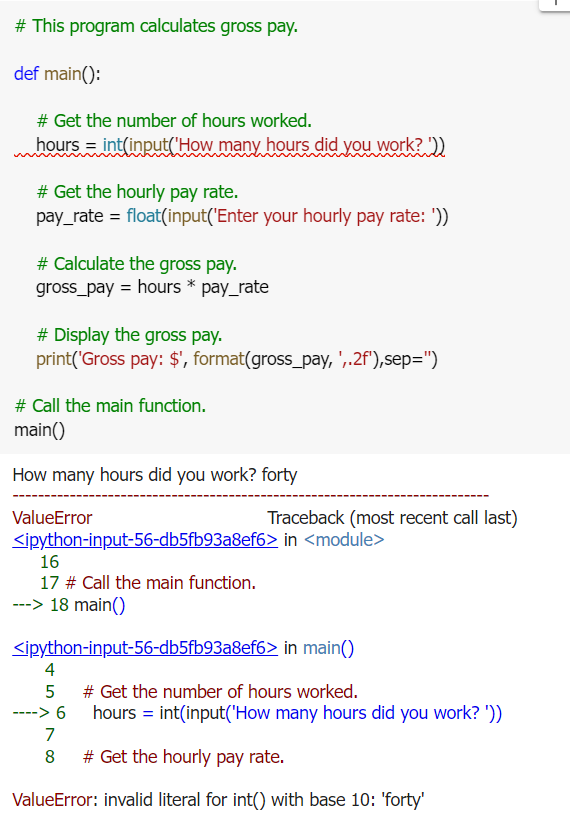 # This program calculates gross pay.
def main():
# Get the number of hours worked.
hours = int(input('How many hours did you work? '))
# Get the hourly pay rate.
pay_rate = float(input('Enter your hourly pay rate: '))
# Calculate the gross pay.
gross_pay = hours * pay_rate
# Display the gross pay.
print('Gross pay: $', format(gross_pay, ',.2f'),sep='')
# Call the main function.
main()
How many hours did you work? forty
---------------------------------------------------------------------------
ValueError Traceback (most recent call last)
<ipython-input-56-db5fb93a8ef6> in <module>
16
17 # Call the main function.
---> 18 main()
<ipython-input-56-db5fb93a8ef6> in main()
4
5 # Get the number of hours worked.
----> 6 hours = int(input('How many hours did you work? '))
7
8 # Get the hourly pay rate.
ValueError: invalid literal for int() with base 10: 'forty'